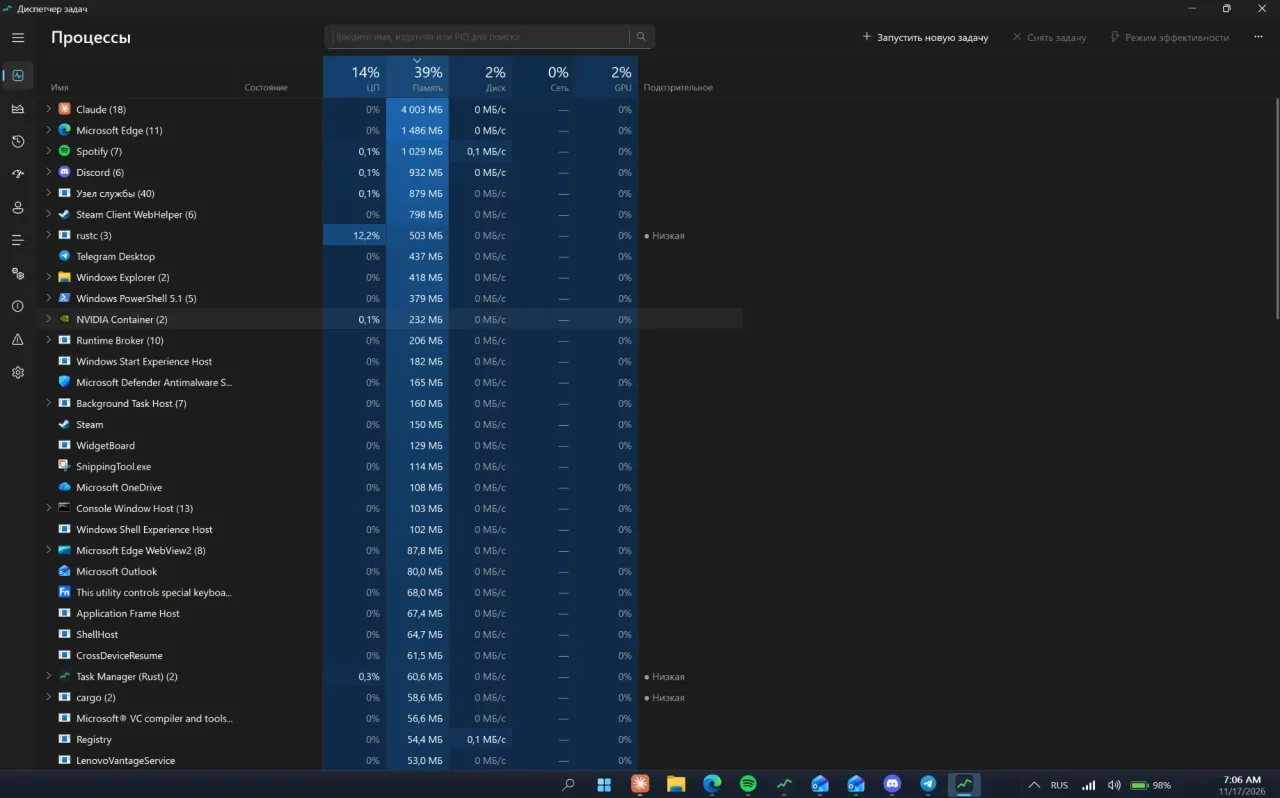 Диспетчер задач
Процессы
Введите имя, издателя или PID для поиска
Запустить новую задачу
Снять задачу
Режим эффективности
14% 39% 2% 0% 2%
Имя Состояние ЦП Память Диск Сеть GPU Подозрительное
Claude (18) 0% 4 003 МБ 0 МБ/с — 0%
Microsoft Edge (11) 0% 1 486 МБ 0 МБ/с — 0%
Spotify (7) 0,1% 1 029 МБ 0,1 МБ/с — 0%
Discord (6) 0,1% 932 МБ 0 МБ/с — 0%
Узел службы (40) 0,1% 879 МБ 0 МБ/с — 0%
Steam Client WebHelper (6) 0% 798 МБ 0 МБ/с — 0%
rustc (3) 12,2% 503 МБ 0 МБ/с — 0% Низкая
Telegram Desktop 0% 437 МБ 0 МБ/с — 0%
Windows Explorer (2) 0% 418 МБ 0 МБ/с — 0%
Windows PowerShell 5.1 (5) 0% 379 МБ 0 МБ/с — 0%
NVIDIA Container (2) 0,1% 232 МБ 0 МБ/с — 0%
Runtime Broker (10) 0% 206 МБ 0 МБ/с — 0%
Windows Start Experience Host 0% 182 МБ 0 МБ/с — 0%
Microsoft Defender Antimalware S... 0% 165 МБ 0 МБ/с — 0%
Background Task Host (7) 0% 160 МБ 0 МБ/с — 0%
Steam 0% 150 МБ 0 МБ/с — 0%
WidgetBoard 0% 129 МБ 0 МБ/с — 0%
SnippingTool.exe 0% 114 МБ 0 МБ/с — 0%
Microsoft OneDrive 0% 108 МБ 0 МБ/с — 0%
Console Window Host (13) 0% 103 МБ 0 МБ/с — 0%
Windows Shell Experience Host 0% 102 МБ 0 МБ/с — 0%
Microsoft Edge WebView2 (8) 0% 87,8 МБ 0 МБ/с — 0%
Microsoft Outlook 0% 80,0 МБ 0 МБ/с — 0%
Fn This utility controls special keyboa... 0% 68,0 МБ 0 МБ/с — 0%
Application Frame Host 0% 67,4 МБ 0 МБ/с — 0%
ShellHost 0% 64,7 МБ 0 МБ/с — 0%
CrossDeviceResume 0% 61,5 МБ 0 МБ/с — 0%
Task Manager (Rust) (2) 0,3% 60,6 МБ 0 МБ/с — 0% Низкая
cargo (2) 0% 58,6 МБ 0 МБ/с — 0% Низкая
Microsoft® VC compiler and tools... 0% 56,6 МБ 0 МБ/с — 0%
Registry 0% 54,4 МБ 0,1 МБ/с — 0%
LenovoVantageService 0% 53,0 МБ 0 МБ/с — 0%
RUS 98% 7:06 AM
11/17/2026